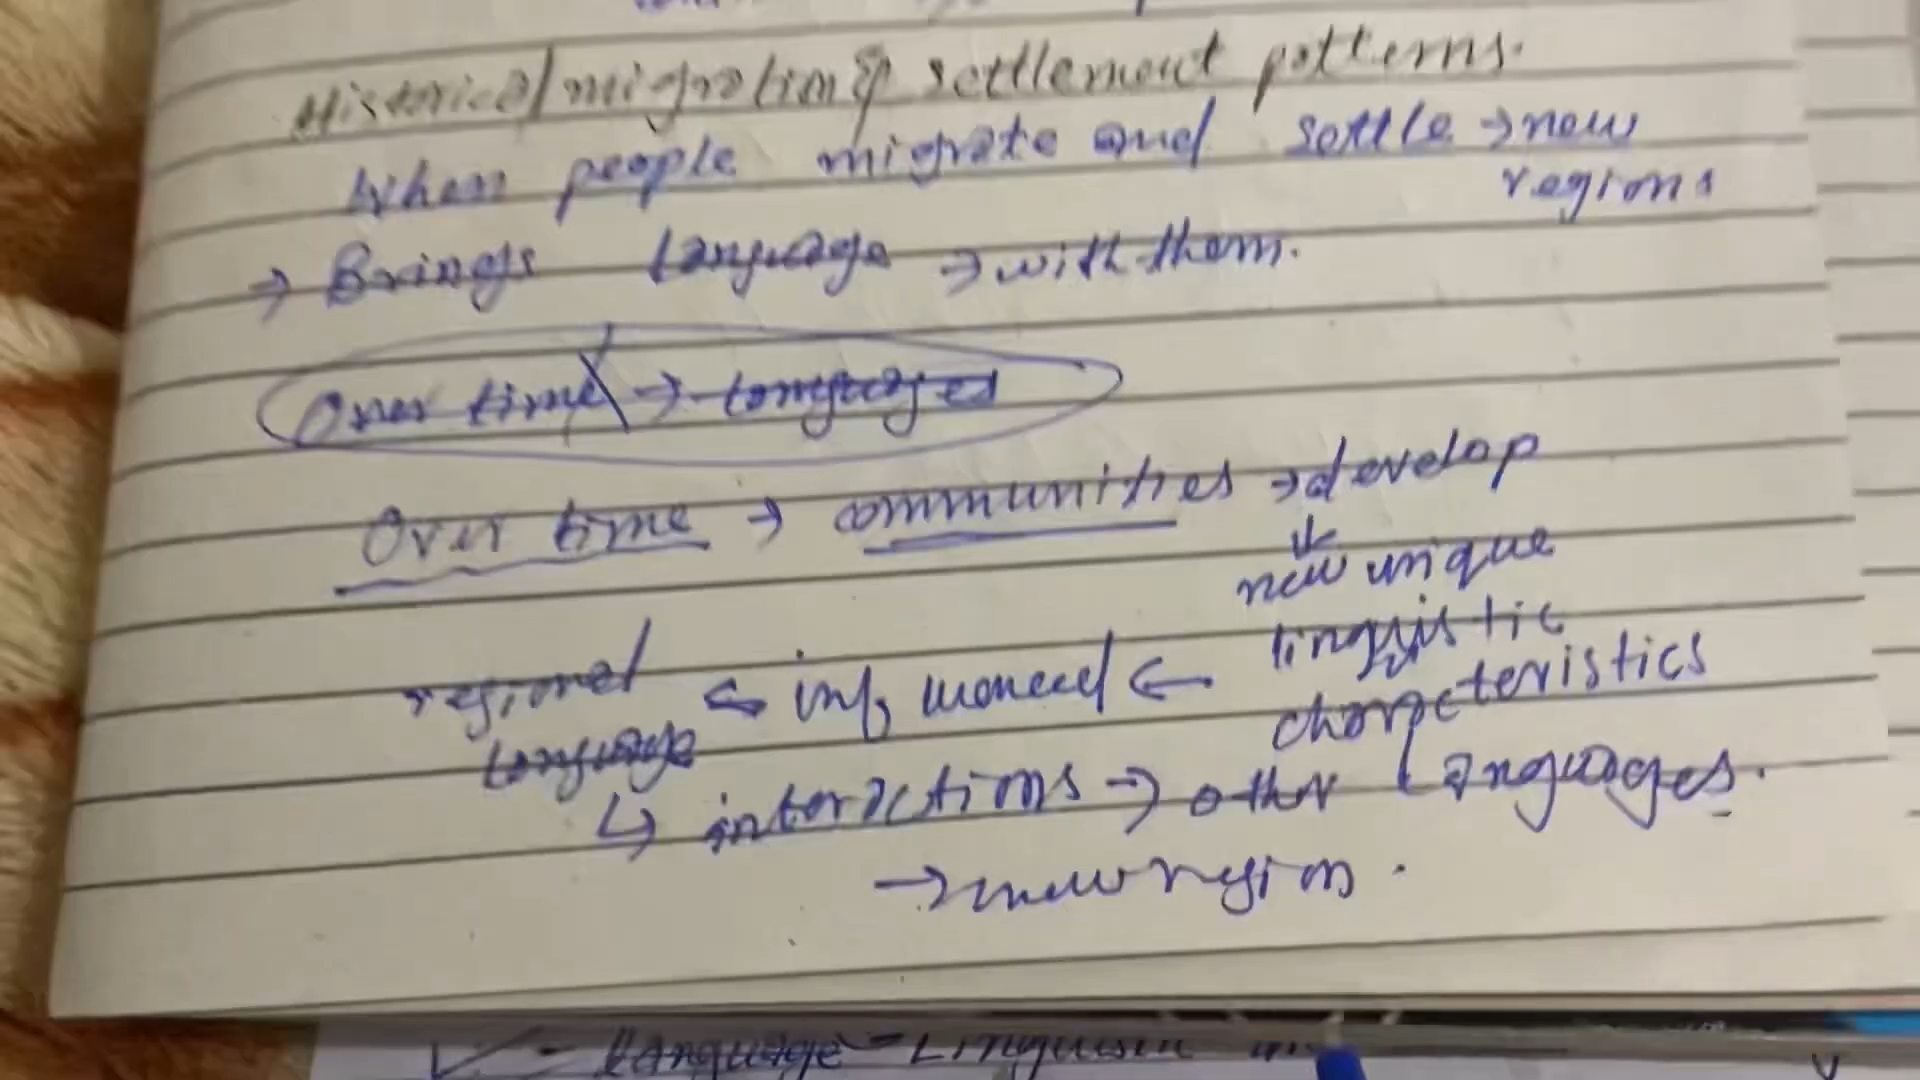 Historical migration & settlement patterns.
When people migrate and settle → new
regions
→ Brings language → with them.
Over time → languages
Over time → communities → develop
↓
new unique
linguistic
characteristics
regional ← influenced ←
language
↳ interactions → other languages.
→ new region.
language - Linguistic